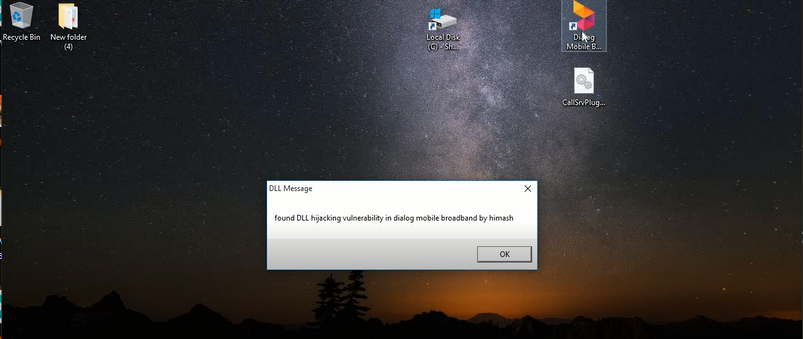 Recycle Bin
New folder
(4)
Local Disk
(C) - Sh...
Dialog
Mobile B...
CallSrvPlug...
DLL Message
found DLL hijacking vulnerability in dialog mobile broadband by himash
OK